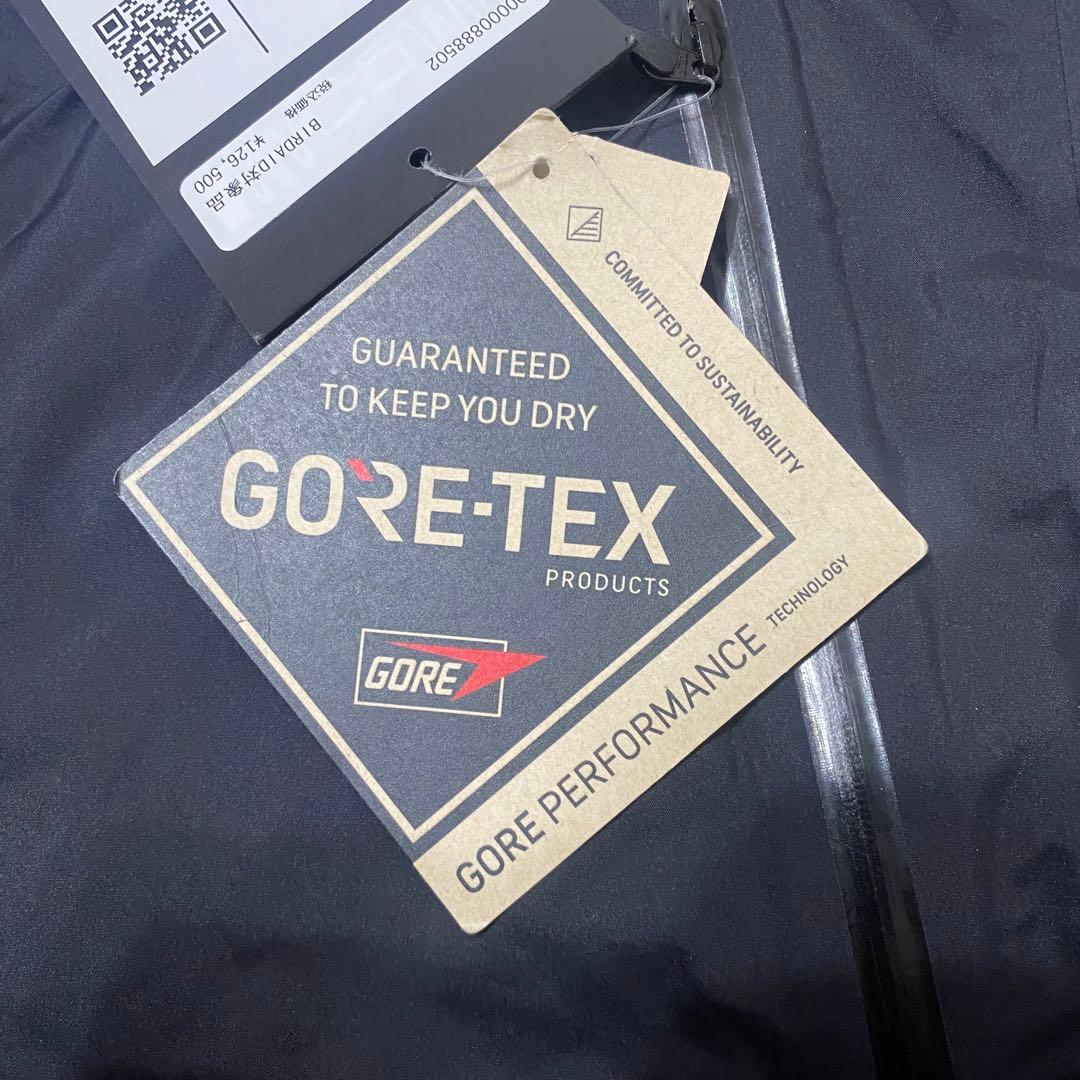 00000888502
税込価格
BIRDAID対象品
¥126,500
COMMITTED TO SUSTAINABILITY
GUARANTEED
TO KEEP YOU DRY
GORE-TEX
PRODUCTS
GORE
GORE PERFORMANCE TECHNOLOGY